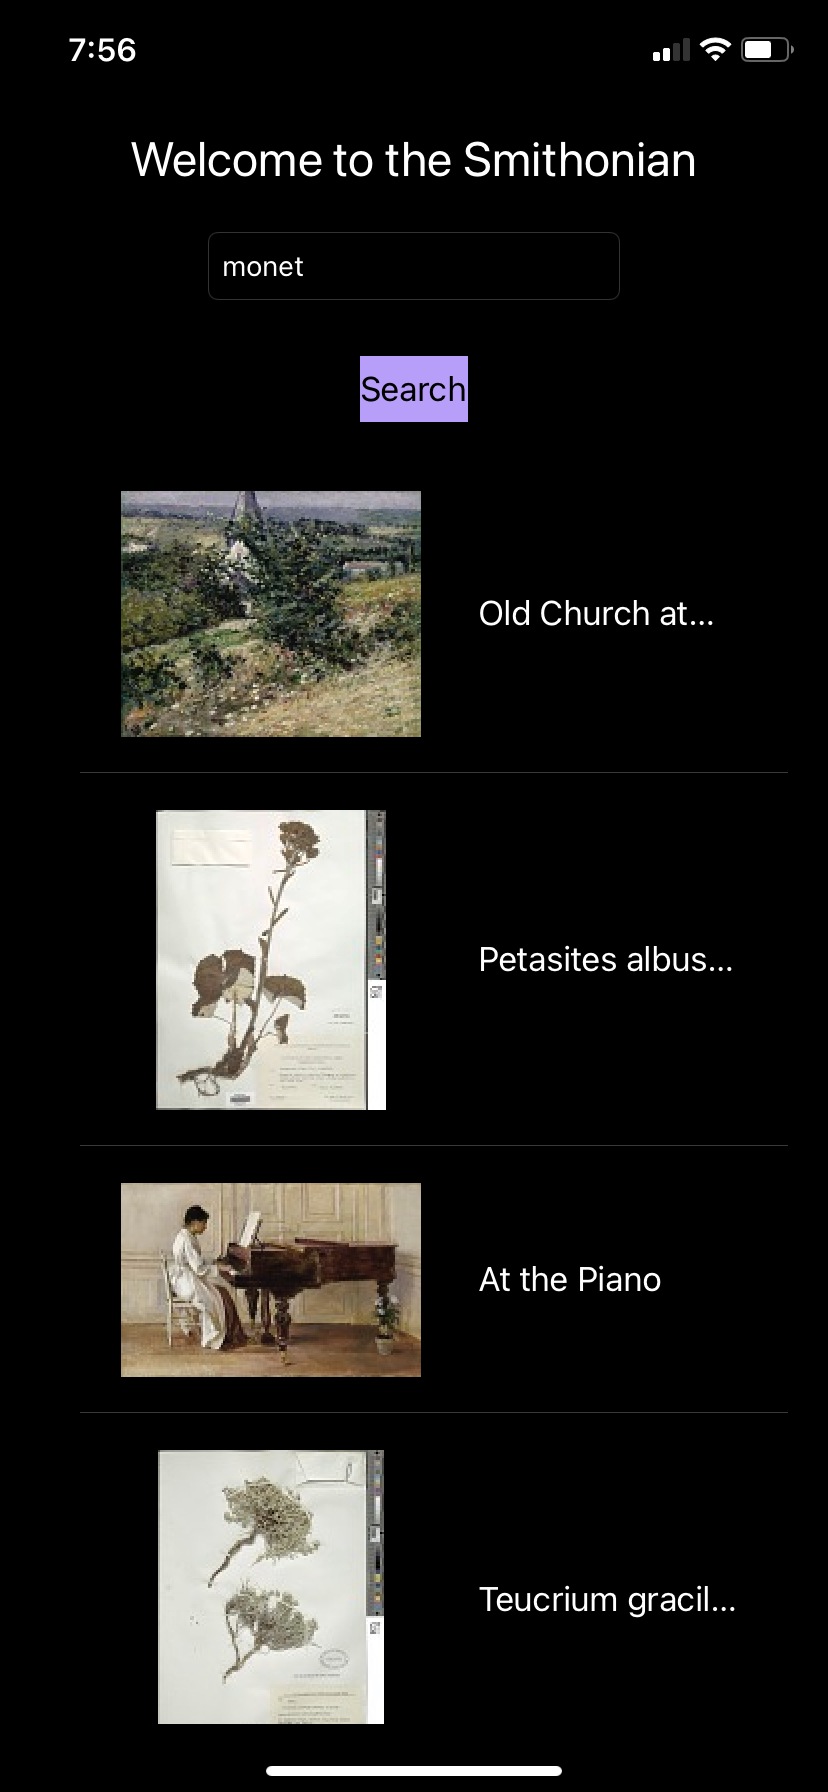 7:56
Welcome to the Smithonian
monet
Search
Old Church at...
Petasites albus...
At the Piano
Teucrium gracil...